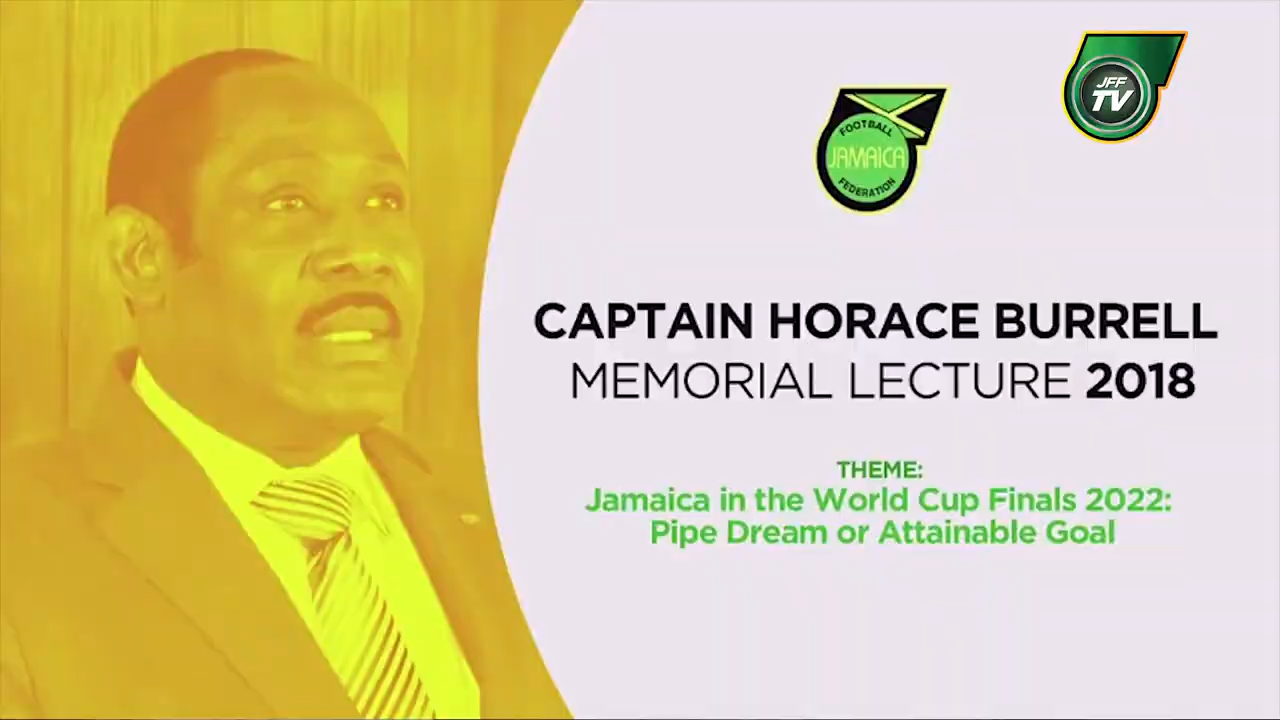 JFF
TV
FOOTBALL
JAMAICA
FEDERATION
CAPTAIN HORACE BURRELL
MEMORIAL LECTURE 2018
THEME:
Jamaica in the World Cup Finals 2022:
Pipe Dream or Attainable Goal